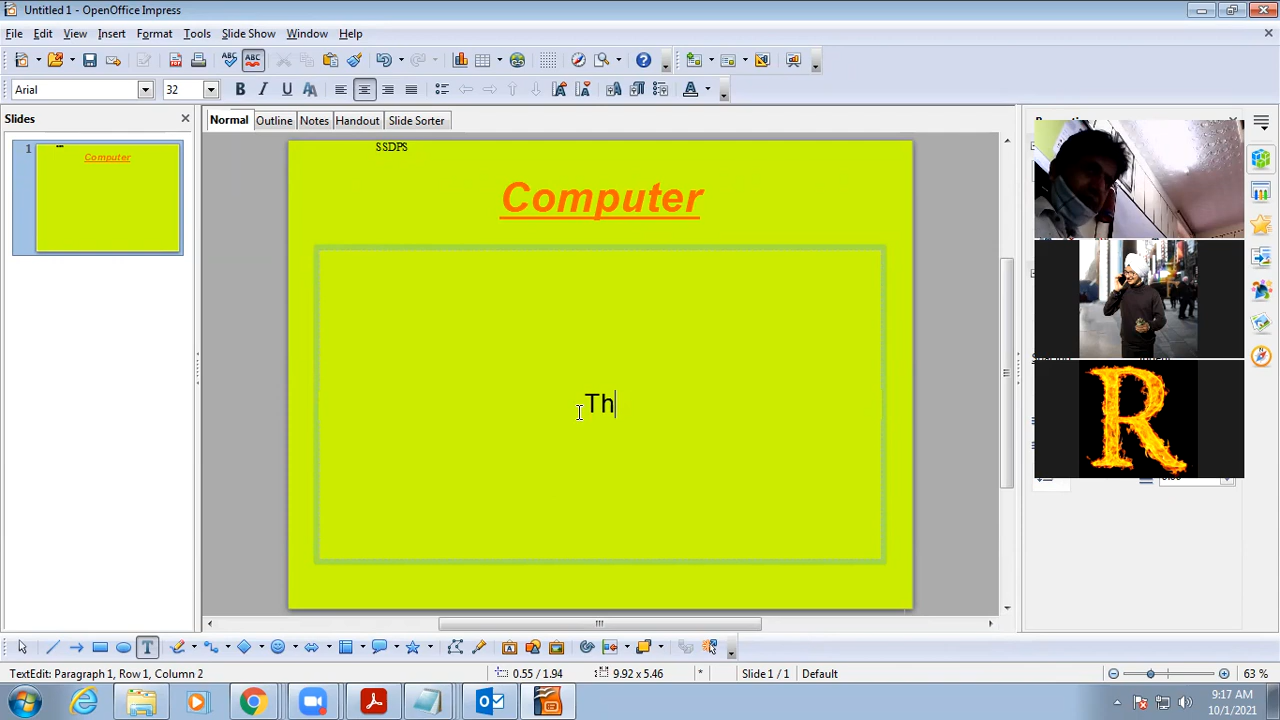 Untitled 1 - OpenOffice Impress
File Edit View Insert Format Tools Slide Show Window Help
Arial 32
Slides
Normal Outline Notes Handout Slide Sorter
1
Computer
SSDPS
Computer
Th
R
TextEdit: Paragraph 1, Row 1, Column 2
0.55 / 1.94
9.92 x 5.46
*
Slide 1 / 1
Default
63 %
9:17 AM
10/1/2021